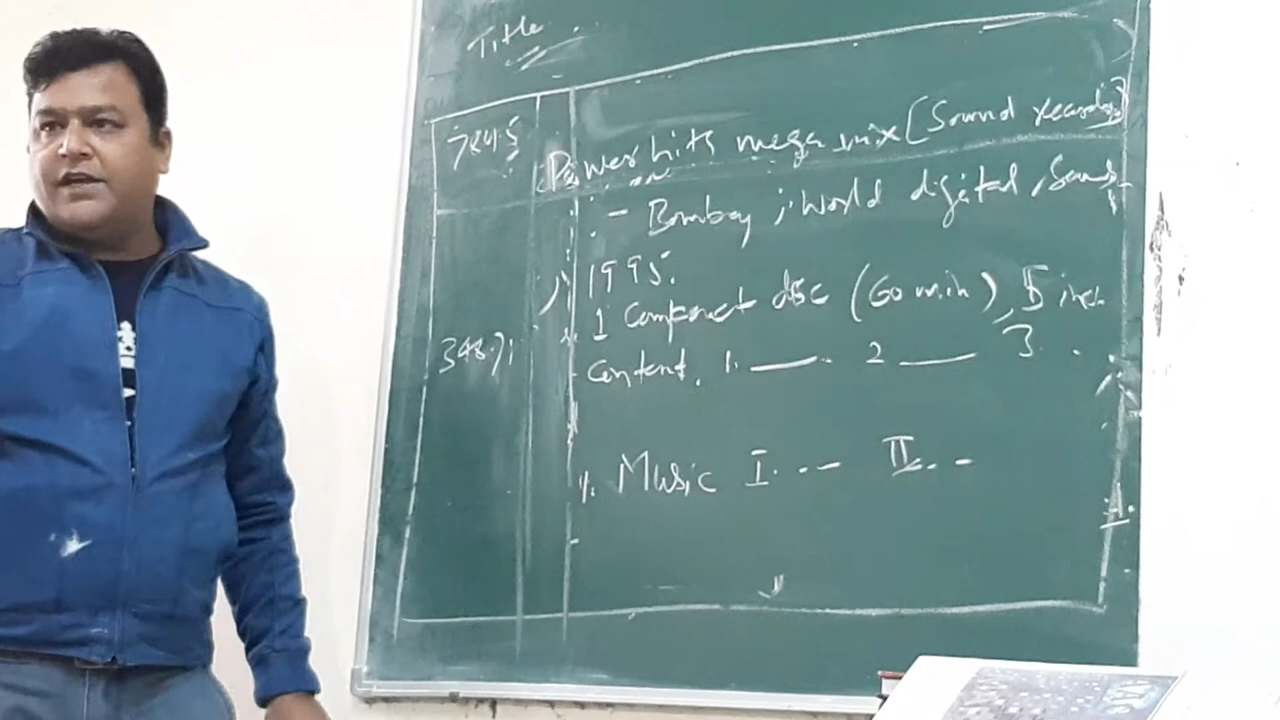 Title
784.5
Power hits mega mix [Sound recording]
- Bombay ; World digital, Sound
1995.
1 Compact disc (60 min), 5 inch
348.71
Content. 1. — . 2 — 3 . .
1. Music I. . - - II. . -